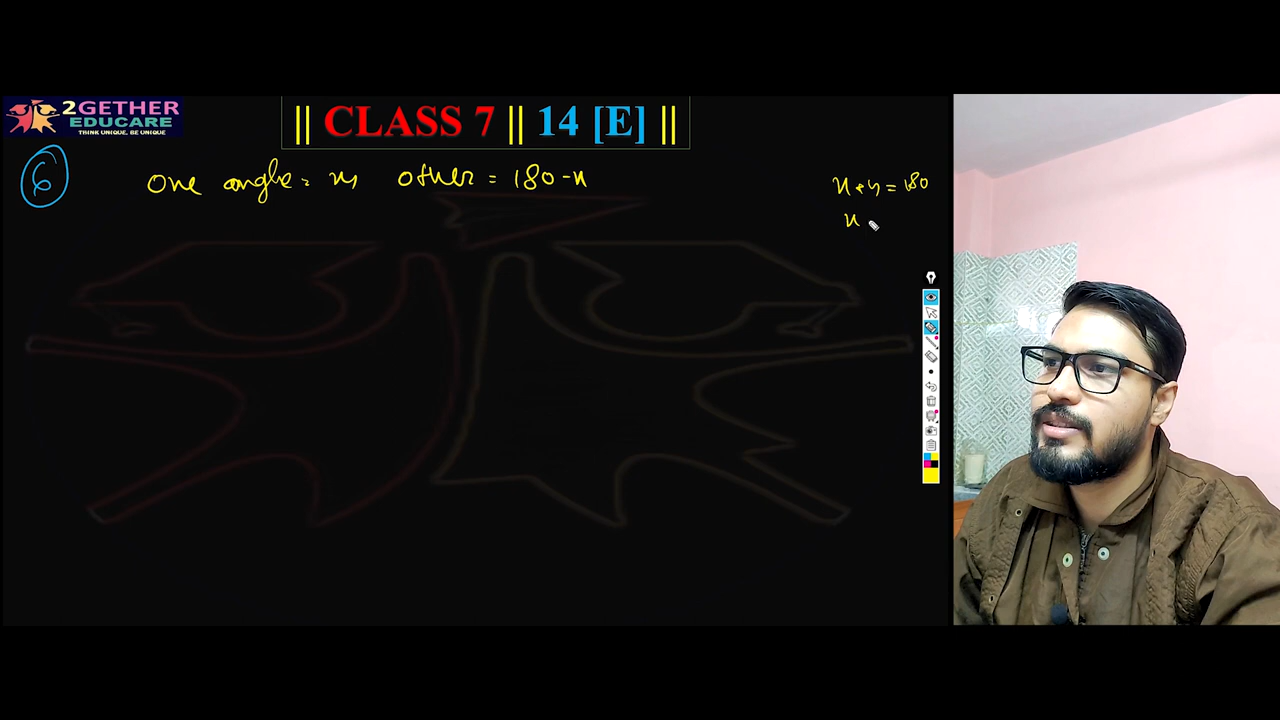 2GETHER
EDUCARE
THINK UNIQUE, BE UNIQUE
|| CLASS 7 || 14 [E] ||
6 One angle = x, other = 180-x
x+y=180
x